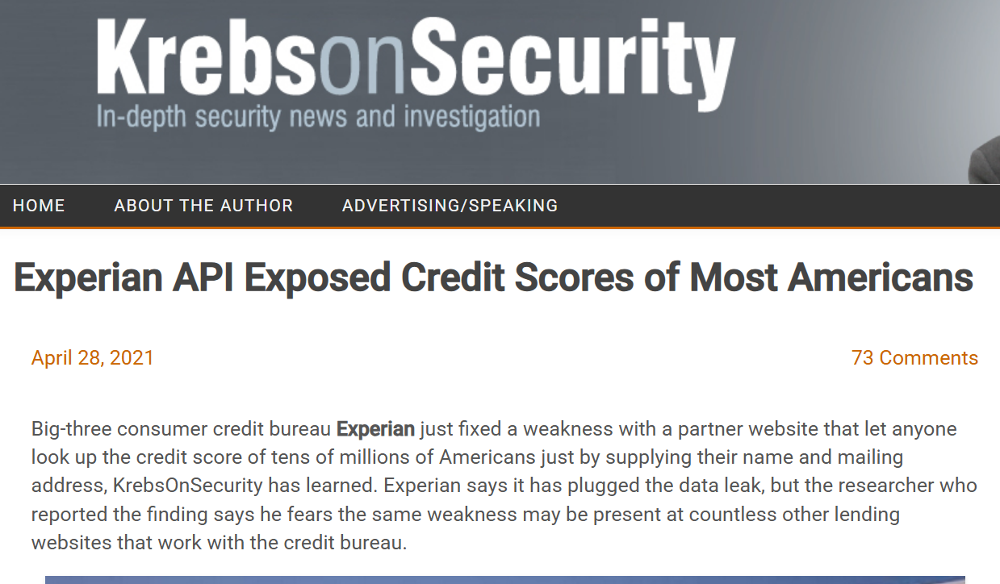 KrebsonSecurity
In-depth security news and investigation
HOME ABOUT THE AUTHOR ADVERTISING/SPEAKING
Experian API Exposed Credit Scores of Most Americans
April 28, 2021 73 Comments
Big-three consumer credit bureau Experian just fixed a weakness with a partner website that let anyone
look up the credit score of tens of millions of Americans just by supplying their name and mailing
address, KrebsOnSecurity has learned. Experian says it has plugged the data leak, but the researcher who
reported the finding says he fears the same weakness may be present at countless other lending
websites that work with the credit bureau.